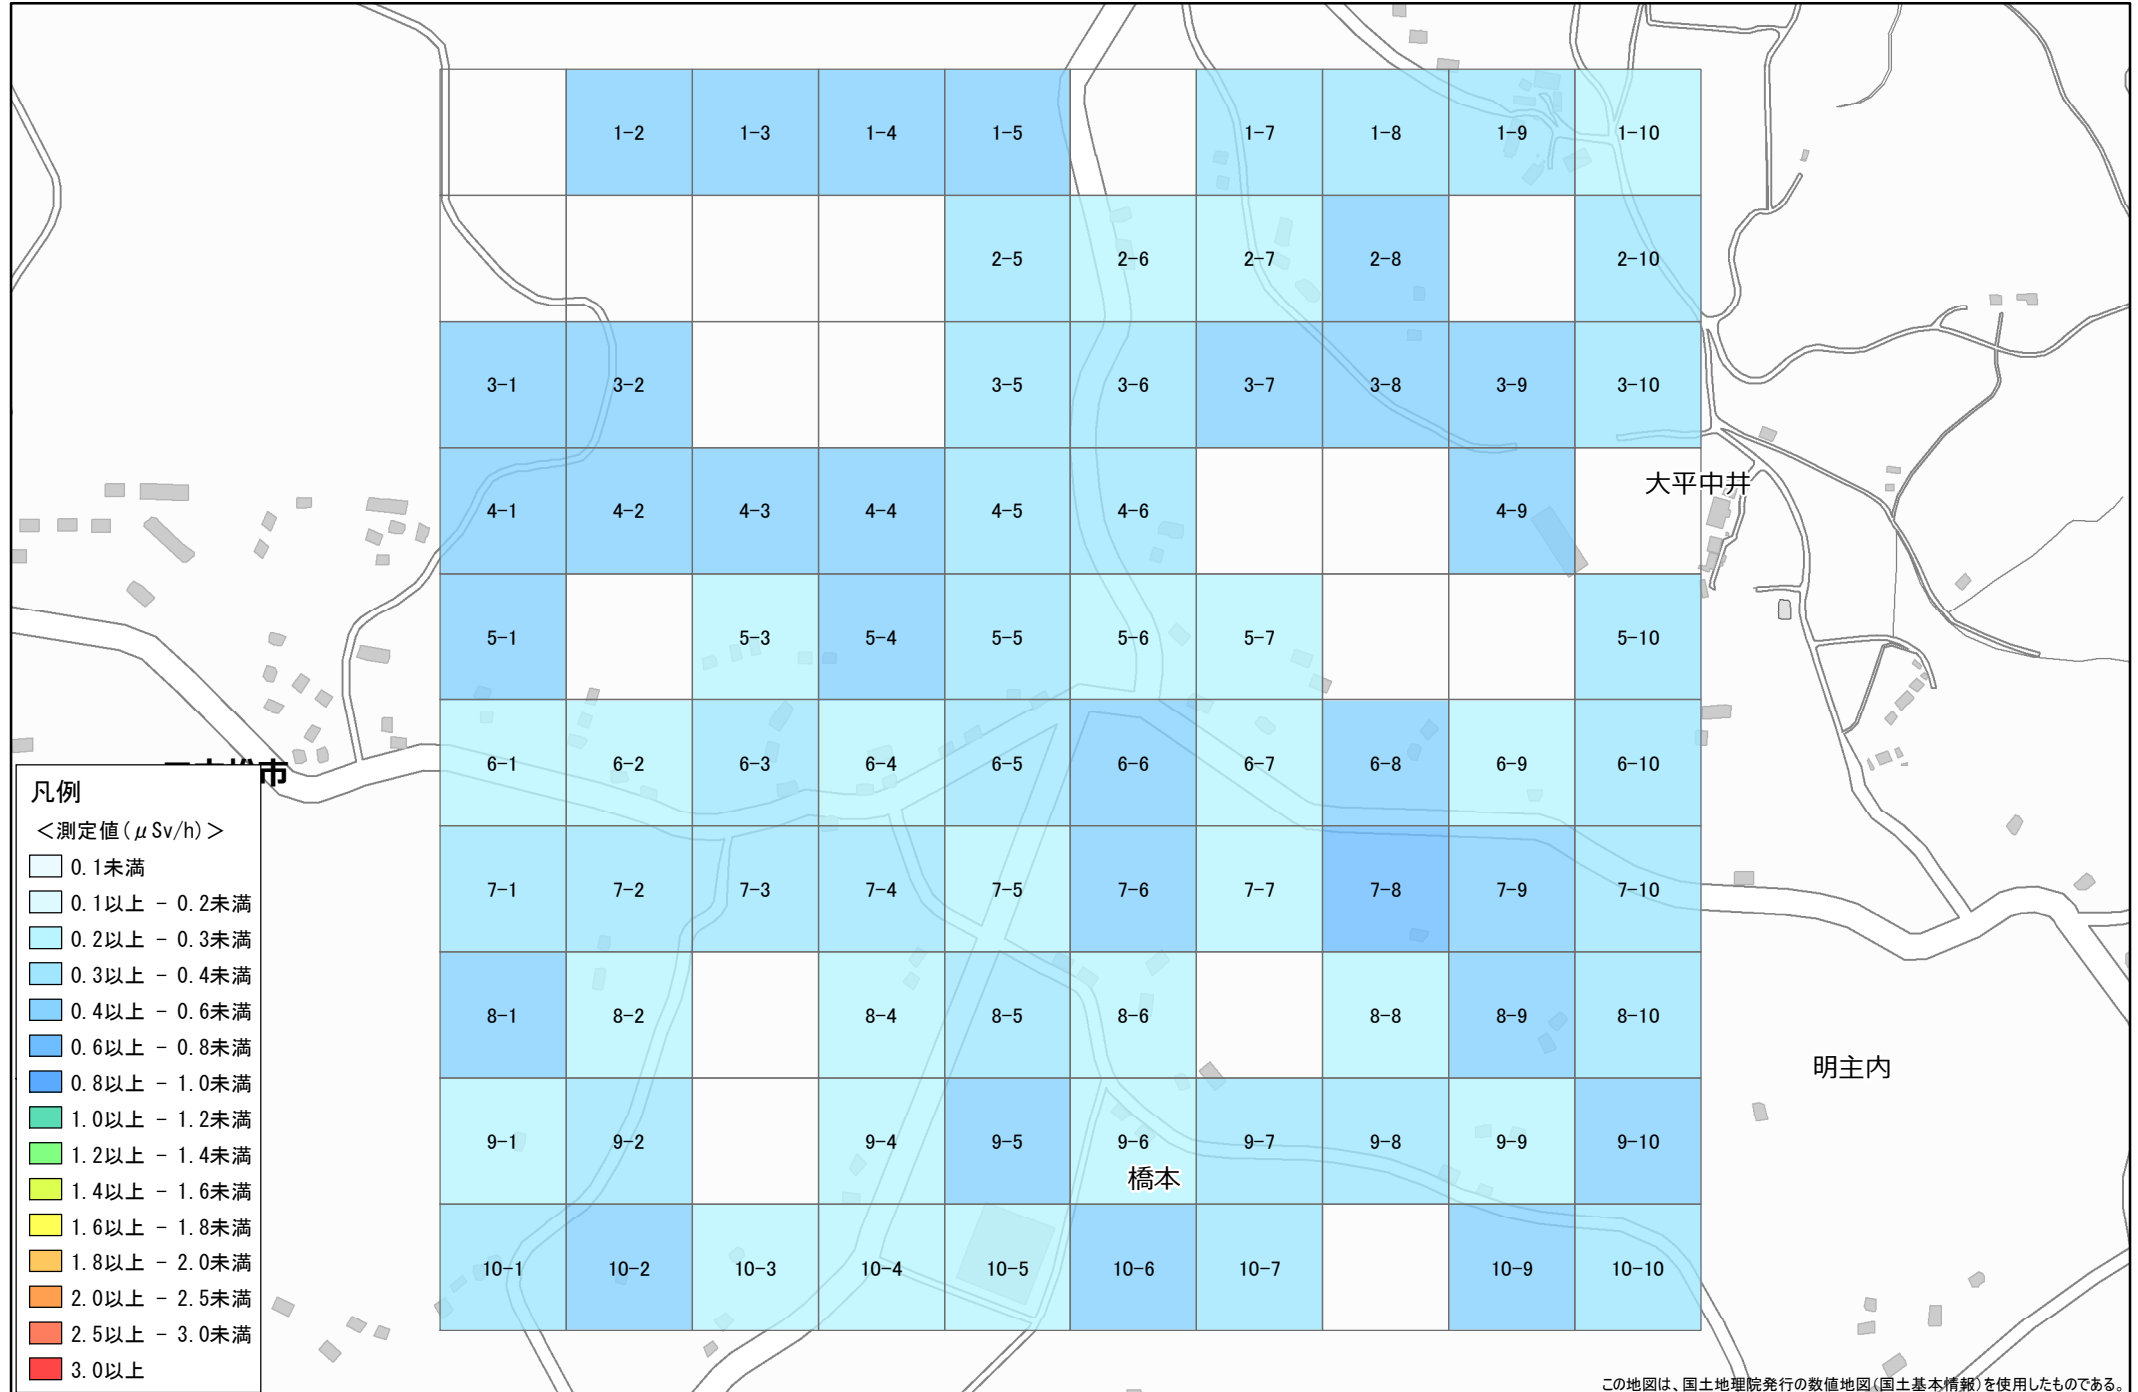 1-2 1-3 1-4 1-5 1-7 1-8 1-9 1-10
2-5 2-6 2-7 2-8 2-10
3-1 3-2 3-5 3-6 3-7 3-8 3-9 3-10
大平中井
4-1 4-2 4-3 4-4 4-5 4-6 4-9
5-1 5-3 5-4 5-5 5-6 5-7 5-10
6-1 6-2 6-3 6-4 6-5 6-6 6-7 6-8 6-9 6-10
市
7-1 7-2 7-3 7-4 7-5 7-6 7-7 7-8 7-9 7-10
8-1 8-2 8-4 8-5 8-6 8-8 8-9 8-10
明主内
9-1 9-2 9-4 9-5 9-6 9-7 9-8 9-9 9-10
橋本
10-1 10-2 10-3 10-4 10-5 10-6 10-7 10-9 10-10
凡例
＜測定値(μSv/h)＞
0.1未満
0.1以上 - 0.2未満
0.2以上 - 0.3未満
0.3以上 - 0.4未満
0.4以上 - 0.6未満
0.6以上 - 0.8未満
0.8以上 - 1.0未満
1.0以上 - 1.2未満
1.2以上 - 1.4未満
1.4以上 - 1.6未満
1.6以上 - 1.8未満
1.8以上 - 2.0未満
2.0以上 - 2.5未満
2.5以上 - 3.0未満
3.0以上
この地図は、国土地理院発行の数値地図(国土基本情報)を使用したものである。